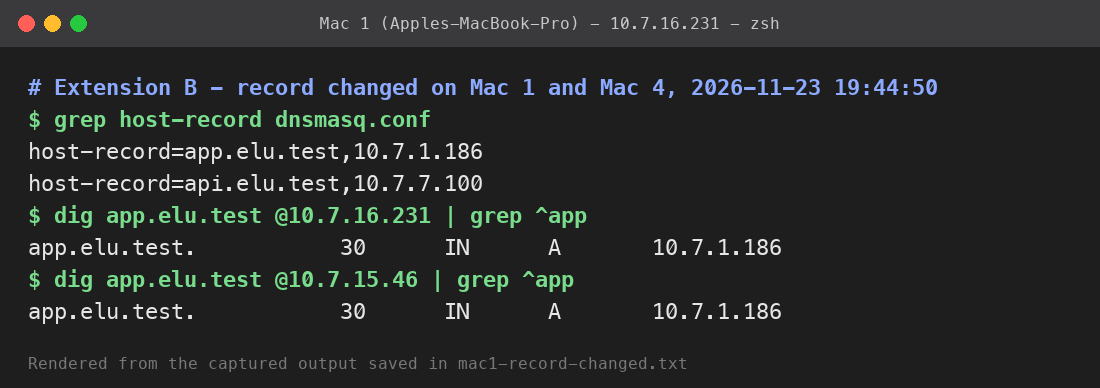 Mac 1 (Apples-MacBook-Pro) — 10.7.16.231 — zsh
# Extension B - record changed on Mac 1 and Mac 4, 2026-11-23 19:44:50
$ grep host-record dnsmasq.conf
host-record=app.elu.test,10.7.1.186
host-record=api.elu.test,10.7.7.100
$ dig app.elu.test @10.7.16.231 | grep ^app
app.elu.test.           30      IN      A       10.7.1.186
$ dig app.elu.test @10.7.15.46 | grep ^app
app.elu.test.           30      IN      A       10.7.1.186
Rendered from the captured output saved in mac1-record-changed.txt